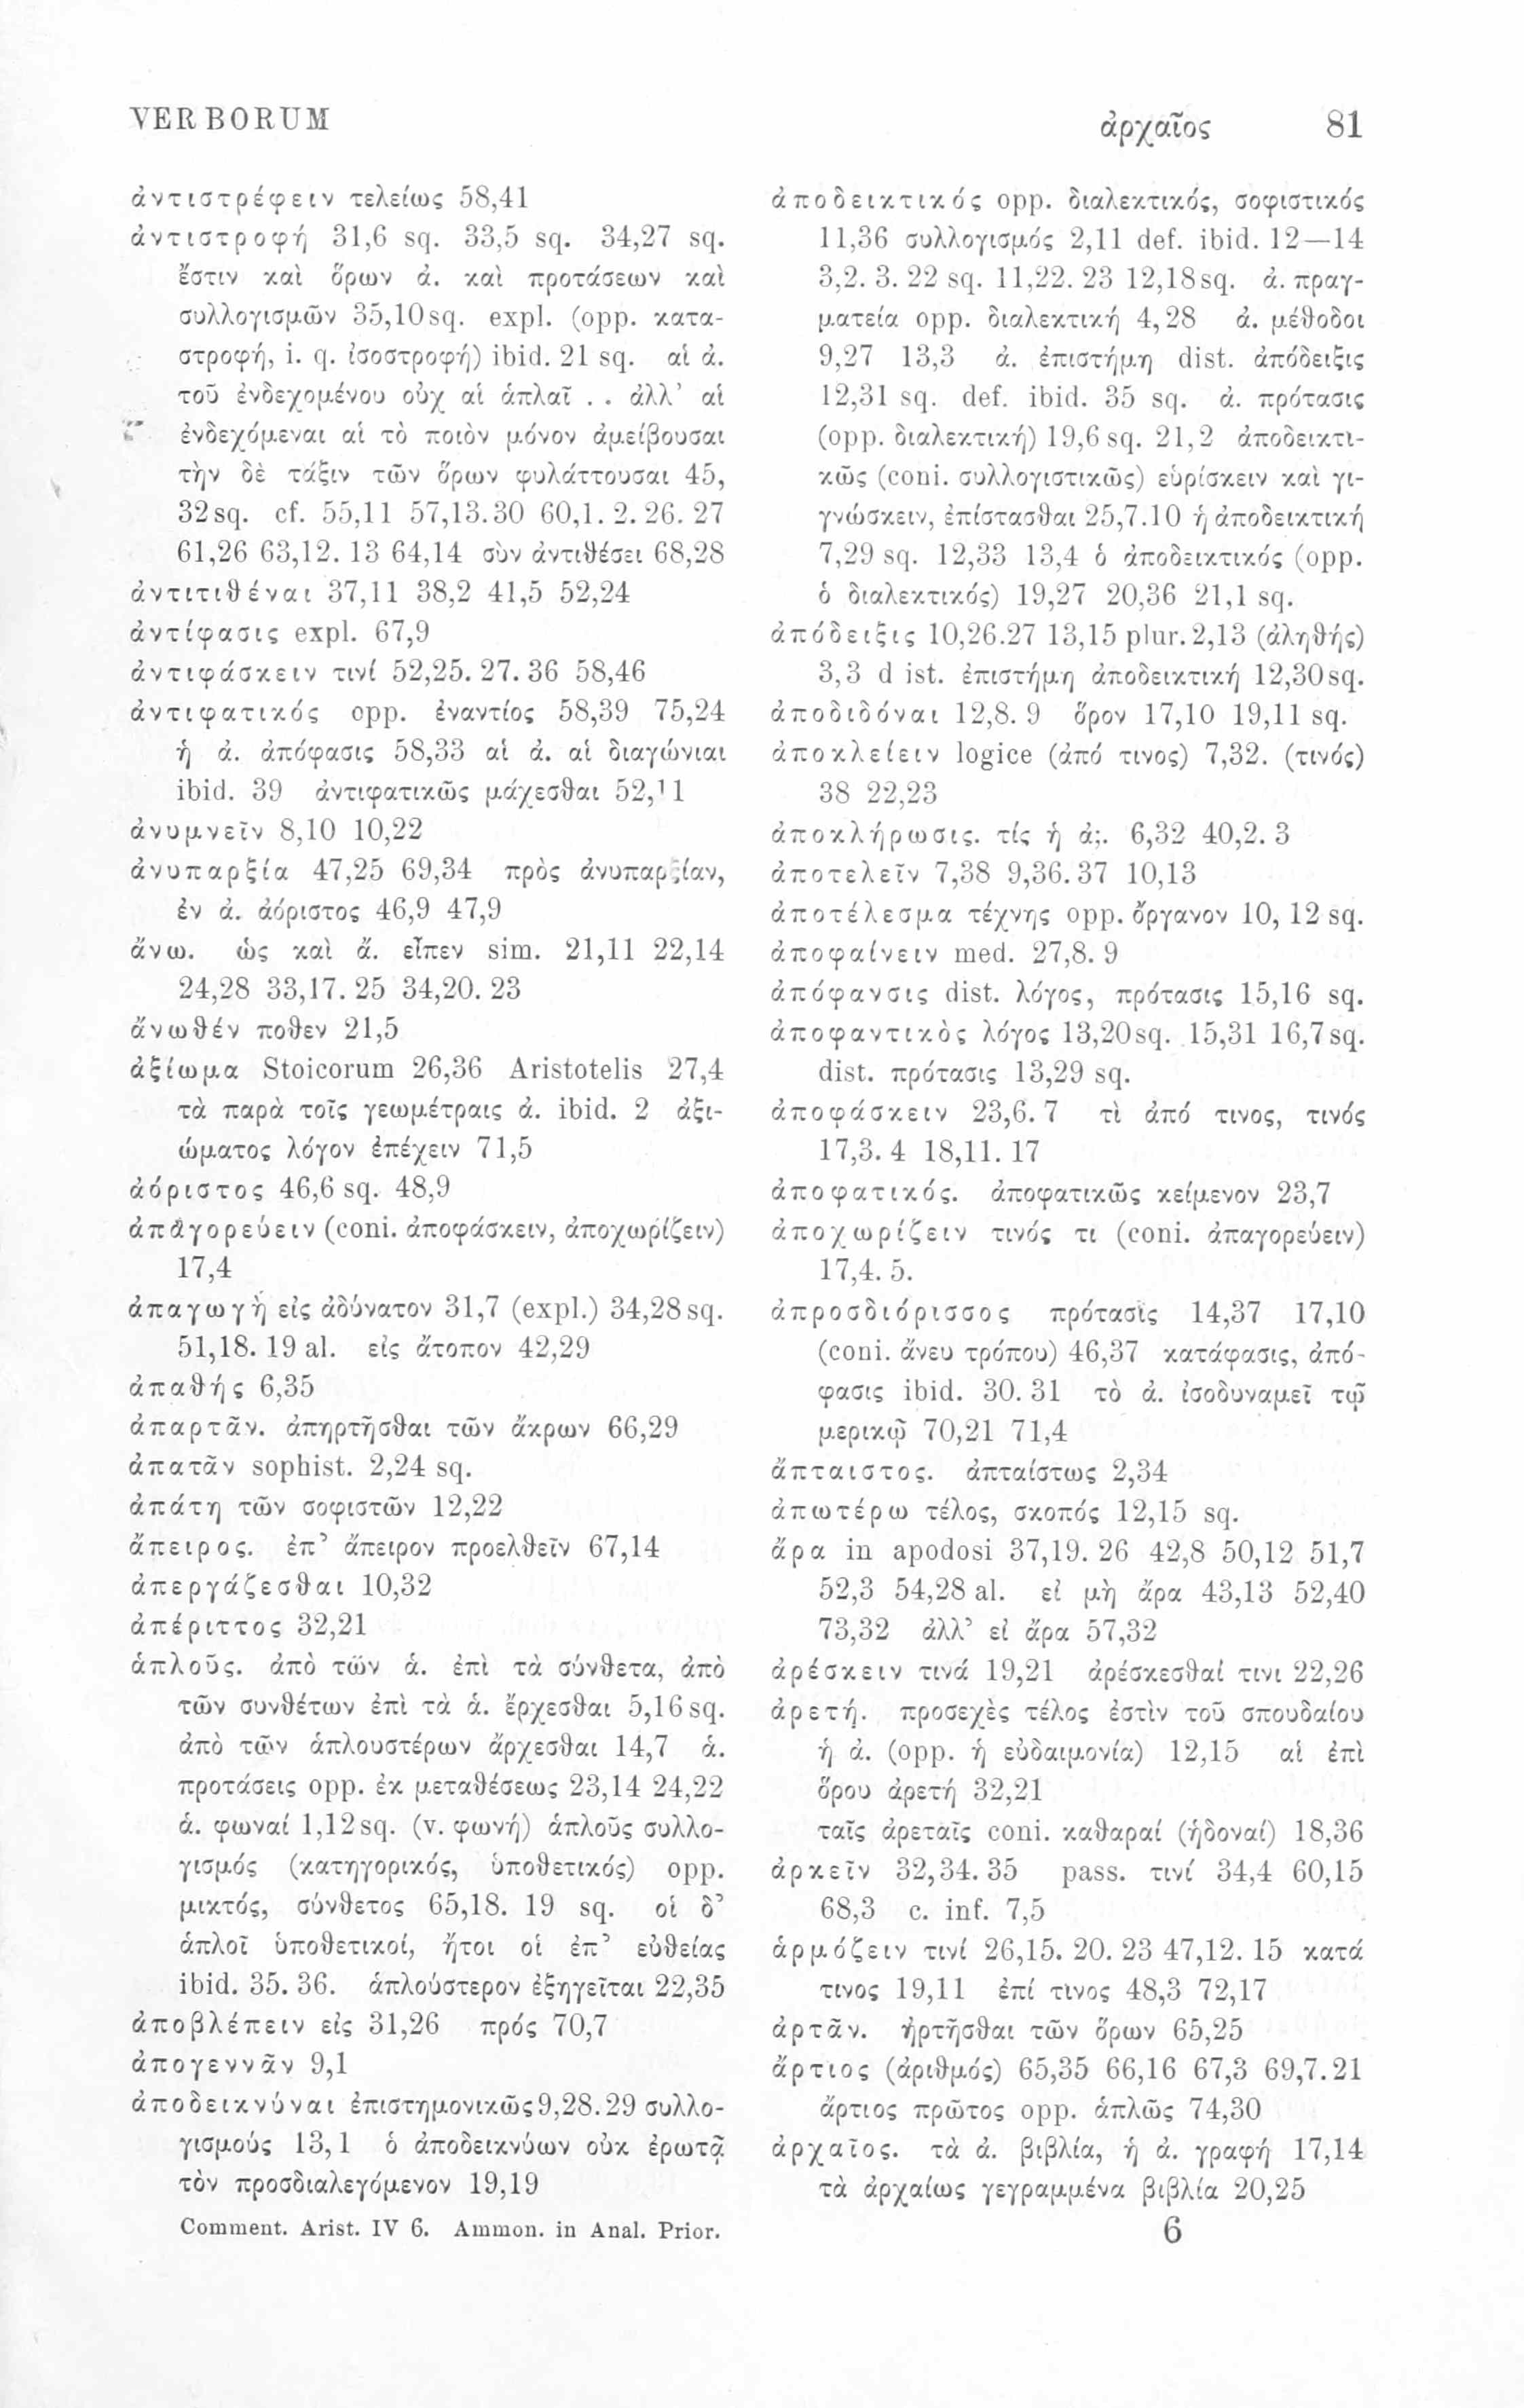 VERBORUM
ἀρχαῖος 81
ἀντιστρέφειν τελείως 58,41
ἀντιστροφή 31,6 sq. 33,5 sq. 34,27 sq.
ἔστιν καὶ ὅρων ἀ. καὶ προτάσεων καὶ
συλλογισμῶν 35,10sq. expl. (opp. κατα-
στροφή, i. q. ἰσοστροφή) ibid. 21 sq. αἱ ἀ.
τοῦ ἐνδεχομένου οὐχ αἱ ἁπλαῖ . . ἀλλ’ αἱ
ἐνδεχόμεναι αἱ τὸ ποιὸν μόνον ἀμείβουσαι
τὴν δὲ τάξιν τῶν ὅρων φυλάττουσαι 45,
32sq. cf. 55,11 57,13.30 60,1. 2. 26. 27
61,26 63,12. 13 64,14 σὺν ἀντιθέσει 68,28
ἀντιτιθέναι 37,11 38,2 41,5 52,24
ἀντίφασις expl. 67,9
ἀντιφάσκειν τινί 52,25. 27. 36 58,46
ἀντιφατικός opp. ἐναντίος 58,39 75,24
ἡ ἀ. ἀπόφασις 58,33 αἱ ἀ. αἱ διαγώνιαι
ibid. 39 ἀντιφατικῶς μάχεσθαι 52,11
ἀνυμνεῖν 8,10 10,22
ἀνυπαρξία 47,25 69,34 πρὸς ἀνυπαρξίαν,
ἐν ἀ. ἀόριστος 46,9 47,9
ἄνω. ὡς καὶ ἄ. εἶπεν sim. 21,11 22,14
24,28 33,17. 25 34,20. 23
ἄνωθέν ποθεν 21,5
ἀξίωμα Stoicorum 26,36 Aristotelis 27,4
τὰ παρὰ τοῖς γεωμέτραις ἀ. ibid. 2 ἀξι-
ώματος λόγον ἐπέχειν 71,5
ἀόριστος 46,6 sq. 48,9
ἀπαγορεύειν (coni. ἀποφάσκειν, ἀποχωρίζειν)
17,4
ἀπαγωγὴ εἰς ἀδύνατον 31,7 (expl.) 34,28sq.
51,18. 19 al. εἰς ἄτοπον 42,29
ἀπαθής 6,35
ἀπαρτᾶν. ἀπηρτῆσθαι τῶν ἄκρων 66,29
ἀπατᾶν sophist. 2,24 sq.
ἀπάτη τῶν σοφιστῶν 12,22
ἄπειρος. ἐπ’ ἄπειρον προελθεῖν 67,14
ἀπεργάζεσθαι 10,32
ἀπέριττος 32,21
ἁπλοῦς. ἀπὸ τῶν ἁ. ἐπὶ τὰ σύνθετα, ἀπὸ
τῶν συνθέτων ἐπὶ τὰ ἁ. ἔρχεσθαι 5,16sq.
ἀπὸ τῶν ἁπλουστέρων ἄρχεσθαι 14,7 ἁ.
προτάσεις opp. ἐκ μεταθέσεως 23,14 24,22
ἁ. φωναί 1,12sq. (v. φωνή) ἁπλοῦς συλλο-
γισμός (κατηγορικός, ὑποθετικός) opp.
μικτός, σύνθετος 65,18. 19 sq. οἱ δ’
ἁπλοῖ ὑποθετικοί, ἤτοι οἱ ἐπ’ εὐθείας
ibid. 35. 36. ἁπλούστερον ἐξηγεῖται 22,35
ἀποβλέπειν εἰς 31,26 πρός 70,7
ἀπογεννᾶν 9,1
ἀποδεικνύναι ἐπιστημονικῶς 9,28.29 συλλο-
γισμούς 13,1 ὁ ἀποδεικνύων οὐκ ἐρωτᾷ
τὸν προσδιαλεγόμενον 19,19
Comment. Arist. IV 6. Ammon. in Anal. Prior.
ἀποδεικτικός opp. διαλεκτικός, σοφιστικός
11,36 συλλογισμός 2,11 def. ibid. 12—14
3,2. 3. 22 sq. 11,22. 23 12,18sq. ἀ. πραγ-
ματεία opp. διαλεκτική 4,28 ἀ. μέθοδοι
9,27 13,3 ἀ. ἐπιστήμη dist. ἀπόδειξις
12,31 sq. def. ibid. 35 sq. ἀ. πρότασις
(opp. διαλεκτική) 19,6 sq. 21,2 ἀποδεικτι-
κῶς (coni. συλλογιστικῶς) εὑρίσκειν καὶ γι-
γνώσκειν, ἐπίστασθαι 25,7.10 ἡ ἀποδεικτική
7,29 sq. 12,33 13,4 ὁ ἀποδεικτικός (opp.
ὁ διαλεκτικός) 19,27 20,36 21,1 sq.
ἀπόδειξις 10,26.27 13,15 plur. 2,13 (ἀληθής)
3,3 d ist. ἐπιστήμη ἀποδεικτική 12,30sq.
ἀποδιδόναι 12,8. 9 ὅρον 17,10 19,11 sq.
ἀποκλείειν logice (ἀπό τινος) 7,32. (τινός)
38 22,23
ἀποκλήρωσις. τίς ἡ ἀ;. 6,32 40,2. 3
ἀποτελεῖν 7,38 9,36. 37 10,13
ἀποτέλεσμα τέχνης opp. ὄργανον 10, 12 sq.
ἀποφαίνειν med. 27,8. 9
ἀπόφανσις dist. λόγος, πρότασις 15,16 sq.
ἀποφαντικὸς λόγος 13,20sq. 15,31 16,7sq.
dist. πρότασις 13,29 sq.
ἀποφάσκειν 23,6. 7 τὶ ἀπό τινος, τινός
17,3. 4 18,11. 17
ἀποφατικός. ἀποφατικῶς κείμενον 23,7
ἀποχωρίζειν τινός τι (coni. ἀπαγορεύειν)
17,4. 5.
ἀπροσδιόρισσος πρότασις 14,37 17,10
(coni. ἄνευ τρόπου) 46,37 κατάφασις, ἀπό-
φασις ibid. 30. 31 τὸ ἀ. ἰσοδυναμεῖ τῷ
μερικῷ 70,21 71,4
ἄπταιστος. ἀπταίστως 2,34
ἀπωτέρω τέλος, σκοπός 12,15 sq.
ἄρα in apodosi 37,19. 26 42,8 50,12 51,7
52,3 54,28 al. εἰ μὴ ἄρα 43,13 52,40
73,32 ἀλλ’ εἰ ἄρα 57,32
ἀρέσκειν τινά 19,21 ἀρέσκεσθαί τινι 22,26
ἀρετή. προσεχὲς τέλος ἐστὶν τοῦ σπουδαίου
ἡ ἀ. (opp. ἡ εὐδαιμονία) 12,15 αἱ ἐπὶ
ὅρου ἀρετή 32,21
ταῖς ἀρεταῖς coni. καθαραί (ἡδοναί) 18,36
ἀρκεῖν 32,34. 35 pass. τινί 34,4 60,15
68,3 c. inf. 7,5
ἁρμόζειν τινί 26,15. 20. 23 47,12. 15 κατά
τινος 19,11 ἐπί τινος 48,3 72,17
ἀρτᾶν. ἠρτῆσθαι τῶν ὅρων 65,25
ἄρτιος (ἀριθμός) 65,35 66,16 67,3 69,7. 21
ἄρτιος πρῶτος opp. ἁπλῶς 74,30
ἀρχαῖος. τὰ ἀ. βιβλία, ἡ ἀ. γραφή 17,14
τὰ ἀρχαίως γεγραμμένα βιβλία 20,25
6